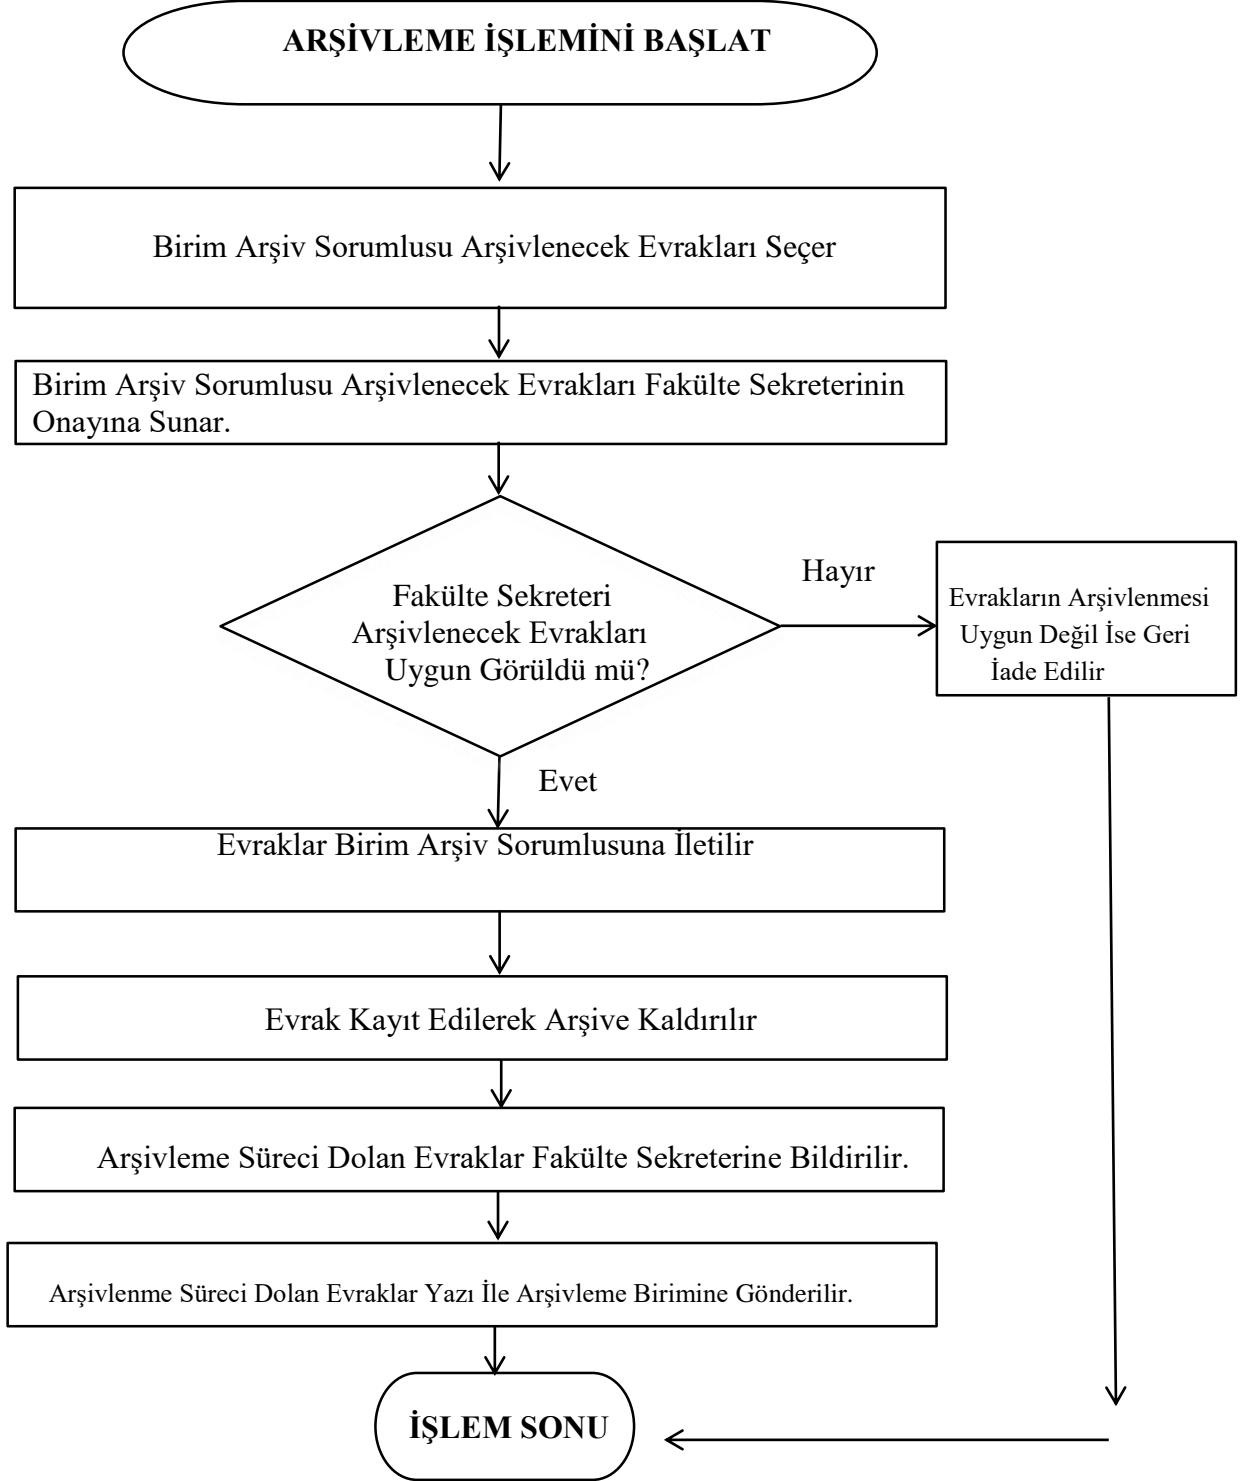 ARŞİVLEME İŞLEMİNİ BAŞLAT
Birim Arşiv Sorumlusu Arşivlenecek Evrakları Seçer
Birim Arşiv Sorumlusu Arşivlenecek Evrakları Fakülte Sekreterinin
Onayına Sunar.
Fakülte Sekreteri
Arşivlenecek Evrakları
Uygun Görüldü mü?
Hayır
Evrakların Arşivlenmesi
Uygun Değil İse Geri
İade Edilir
Evet
Evraklar Birim Arşiv Sorumlusuna İletilir
Evrak Kayıt Edilerek Arşive Kaldırılır
Arşivleme Süreci Dolan Evraklar Fakülte Sekreterine Bildirilir.
Arşivlenme Süreci Dolan Evraklar Yazı İle Arşivleme Birimine Gönderilir.
İŞLEM SONU